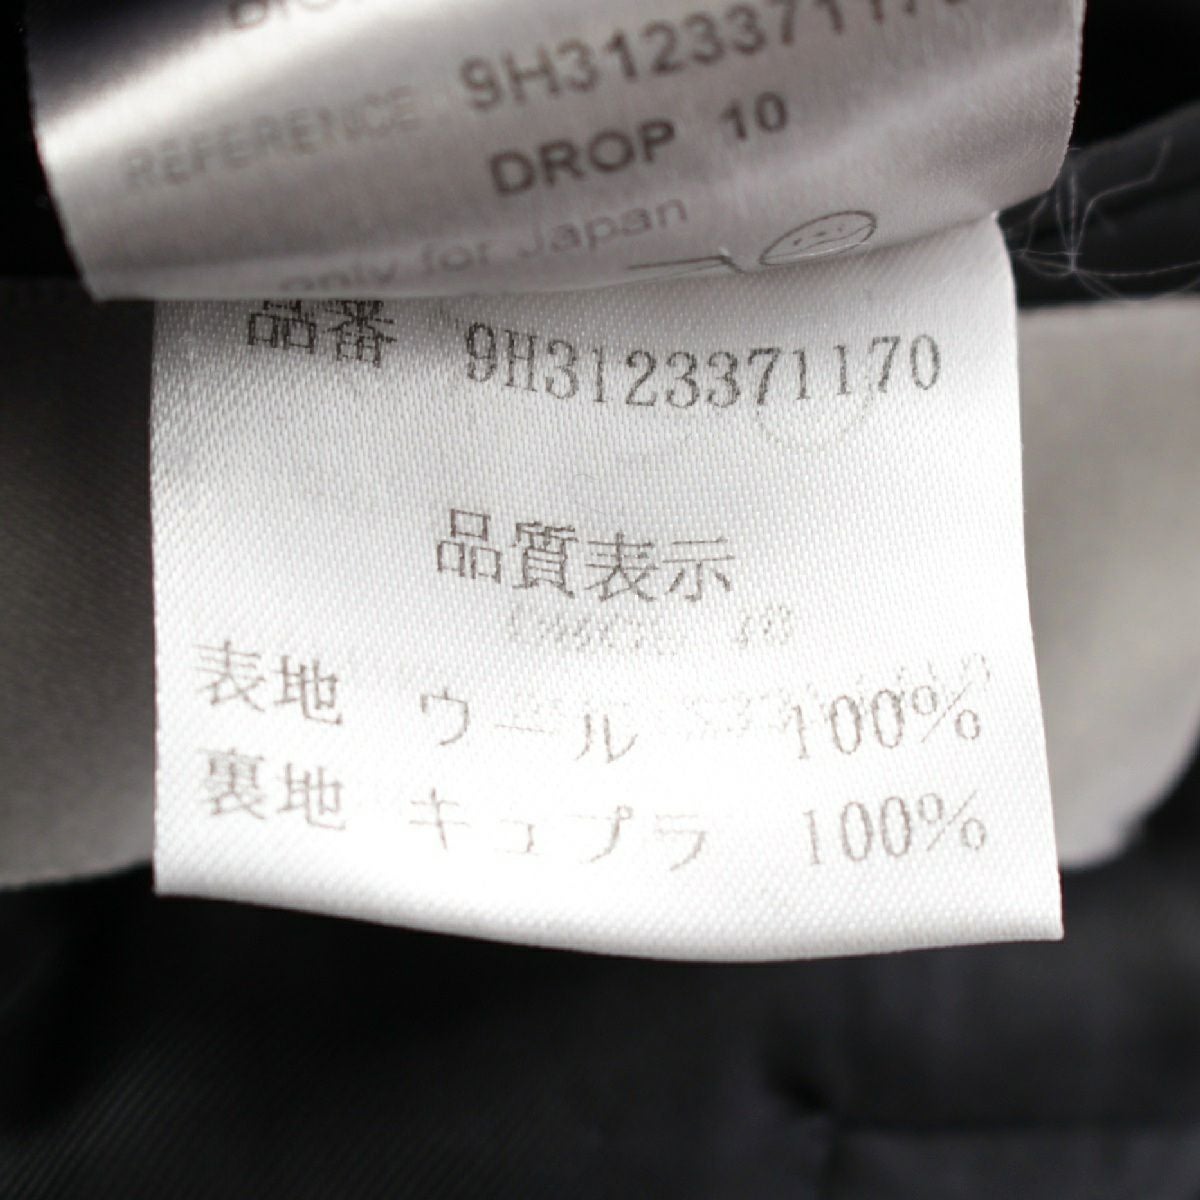 REFERENCE 9H3123371170
DROP 10
only for Japan
品番 9H3123371170
品質表示
表地 ウール 100%
裏地 キュプラ 100%